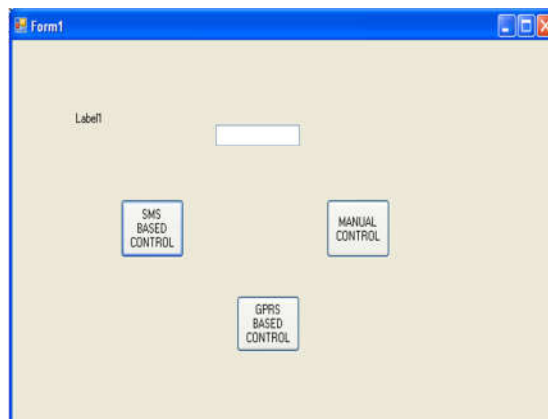 Form1
Label1
SMS
BASED
CONTROL
MANUAL
CONTROL
GPRS
BASED
CONTROL